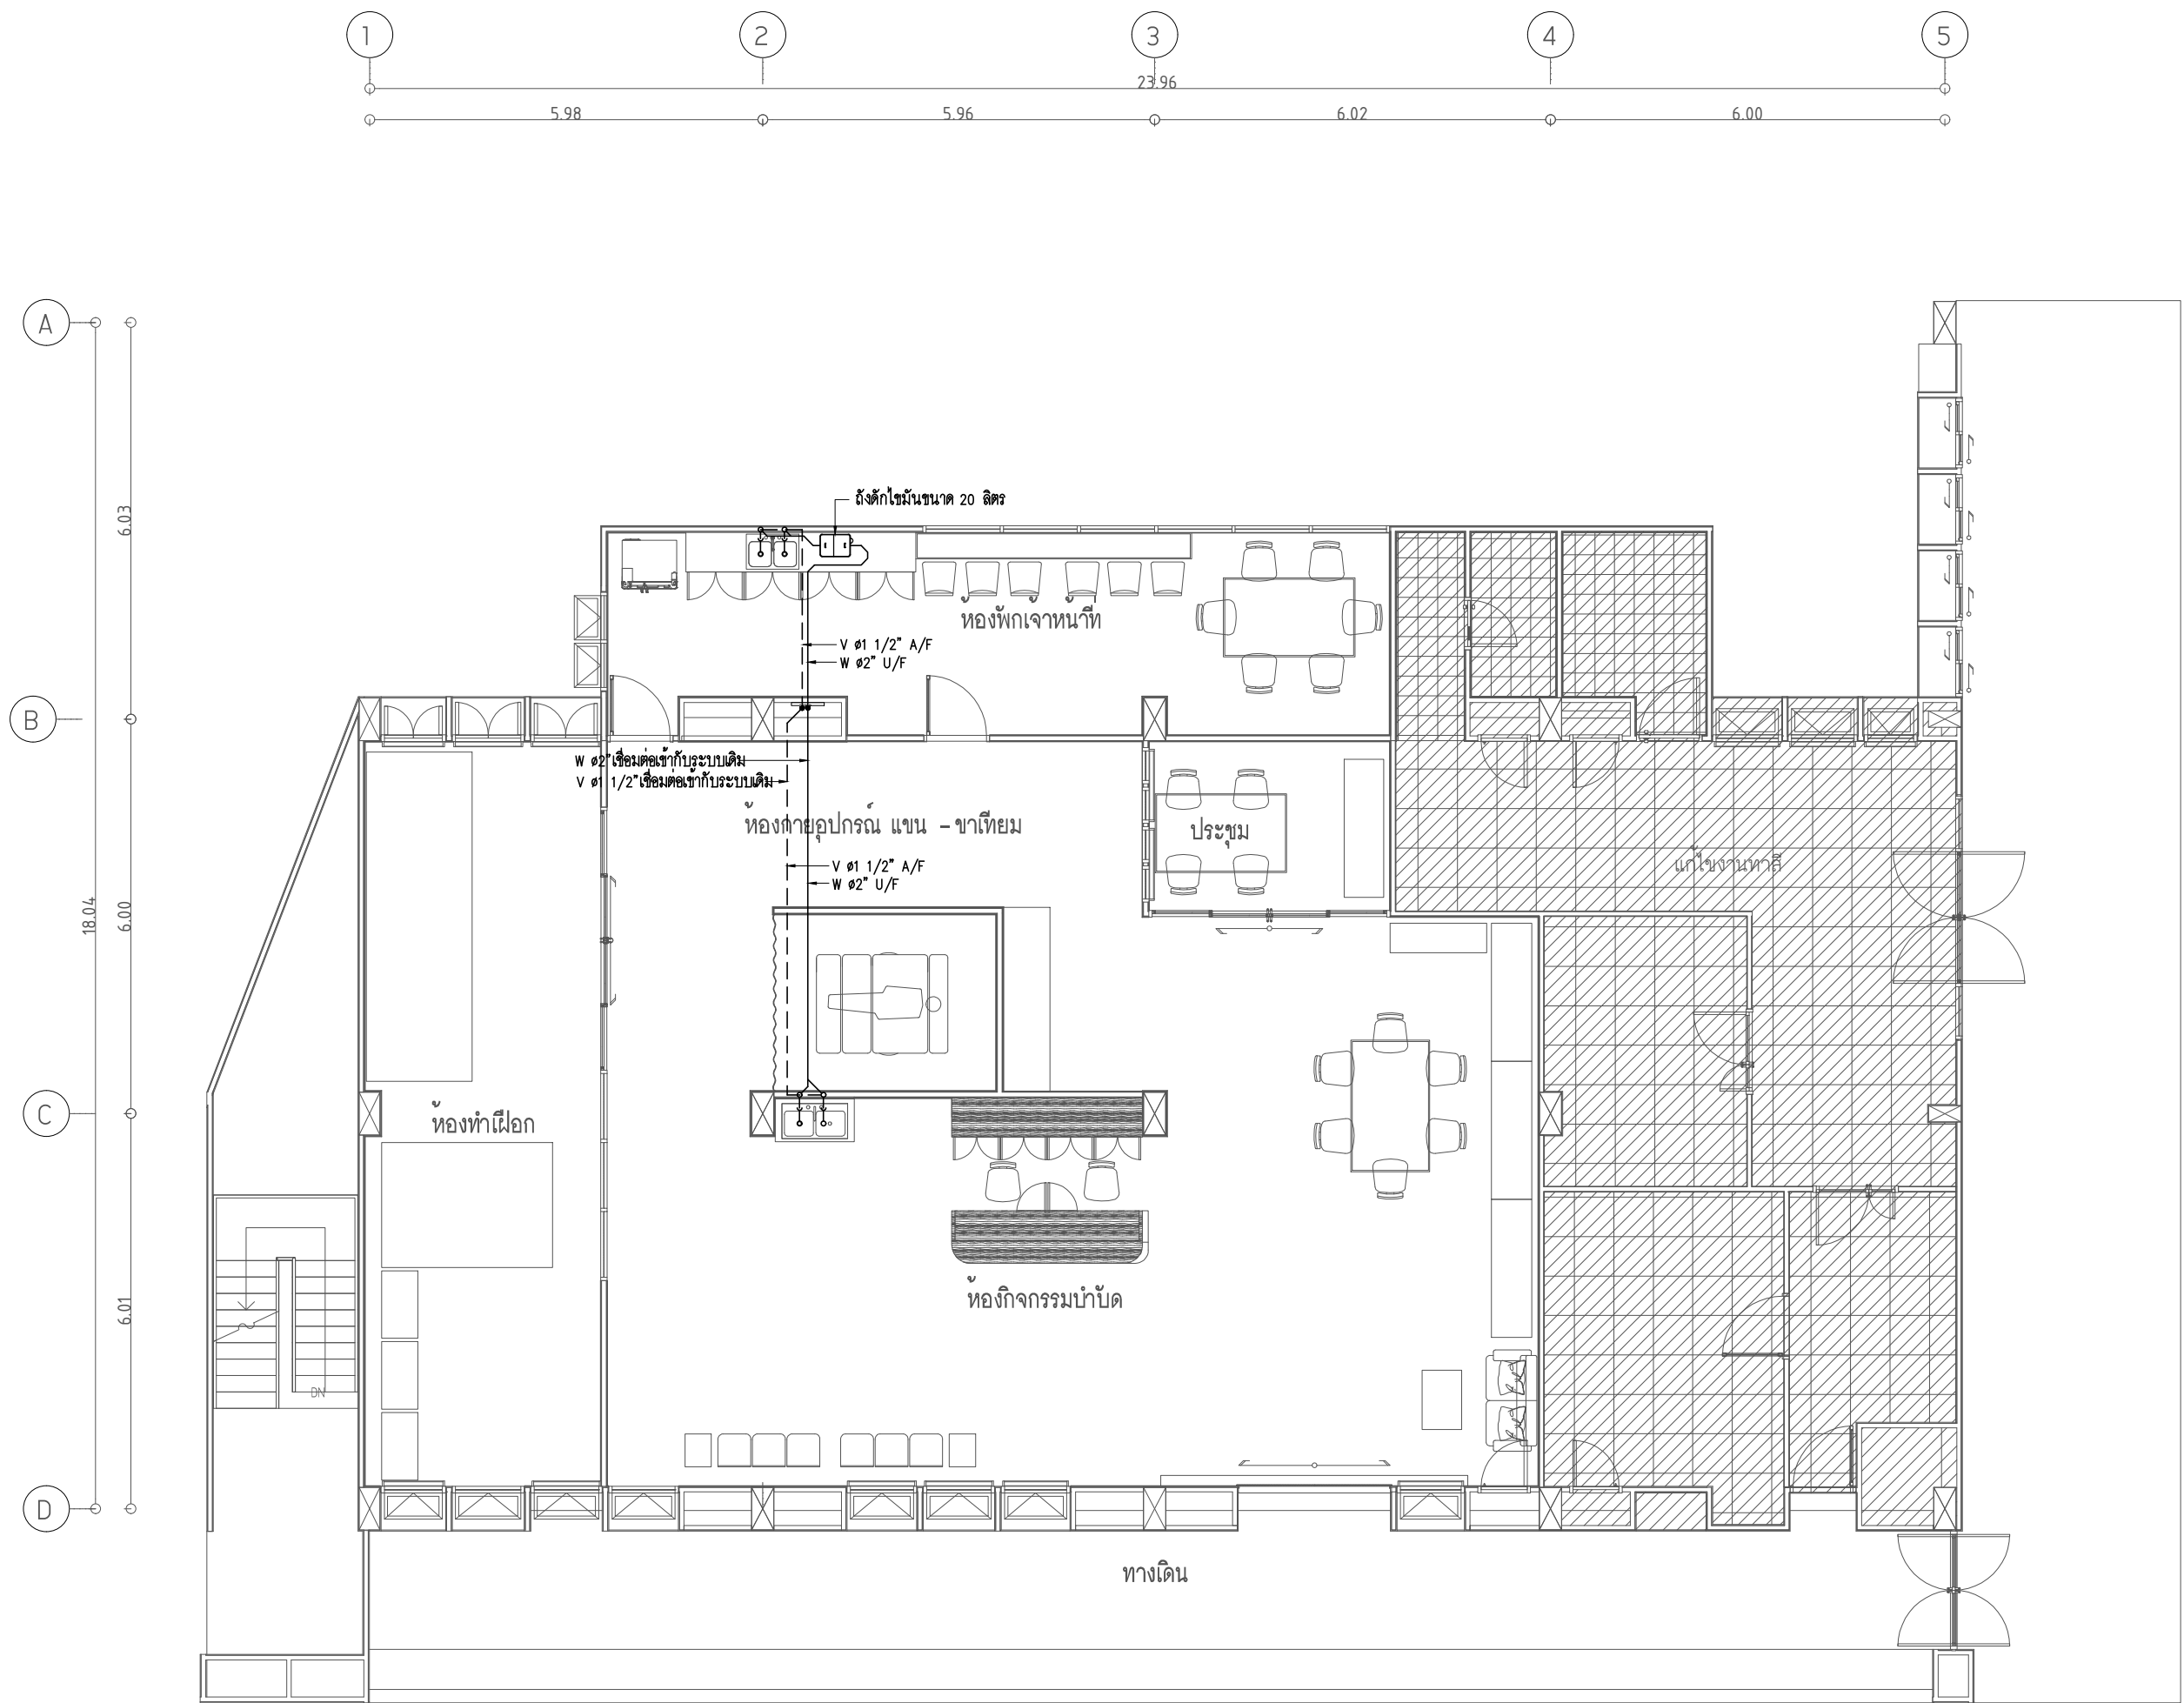 1
2
3
4
5
23.96
5.98
5.96
6.02
6.00
A
6.03
ถังดักไขมันขนาด 20 ลิตร
ห้องพักเจ้าหน้าที่
V ø1 1/2" A/F
W ø2" U/F
B
W ø2"เชื่อมต่อเข้ากับระบบเดิม
V ø1 1/2"เชื่อมต่อเข้ากับระบบเดิม
ห้องกายอุปกรณ์ แขน -ขาเทียม
ประชุม
แก้ไขงานทาสี
V ø1 1/2" A/F
W ø2" U/F
18.04
6.00
C
ห้องทำเฝือก
ห้องกิจกรรมบำบัด
6.01
DN
D
ทางเดิน